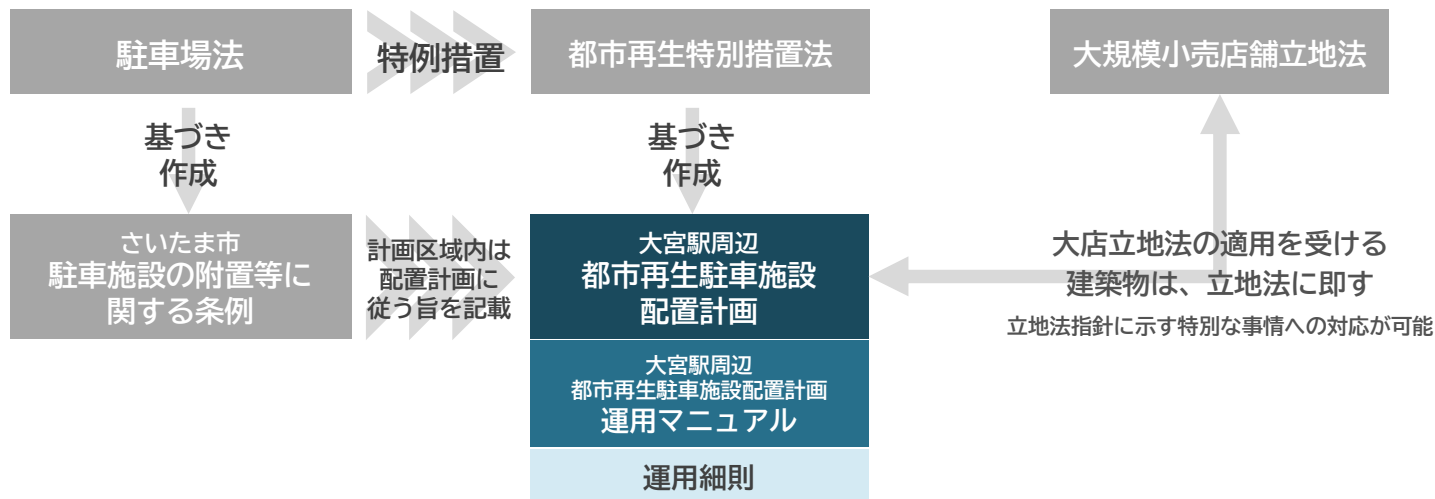 駐車場法
特例措置
都市再生特別措置法
大規模小売店舗立地法
基づき
作成
基づき
作成
さいたま市
駐車施設の附置等に
関する条例
計画区域内は
配置計画に
従う旨を記載
大宮駅周辺
都市再生駐車施設
配置計画
大店立地法の適用を受ける
建築物は、立地法に即す
立地法指針に示す特別な事情への対応が可能
大宮駅周辺
都市再生駐車施設配置計画
運用マニュアル
運用細則